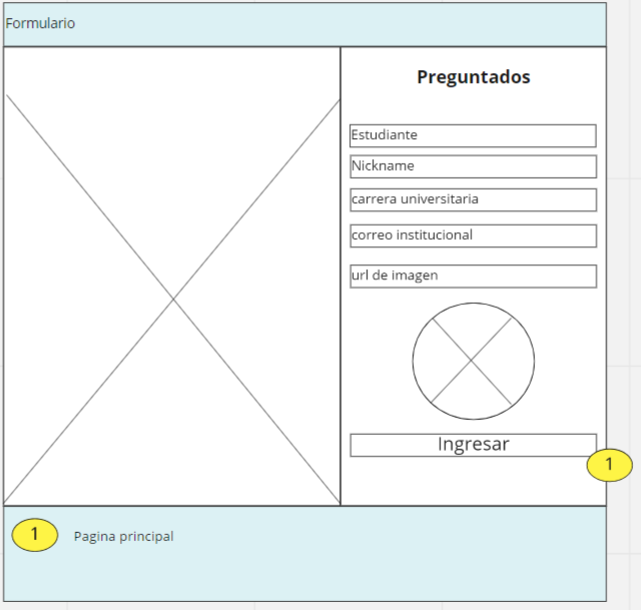 Formulario
Preguntados
Estudiante
Nickname
carrera universitaria
correo institucional
url de imagen
Ingresar
1
1 Pagina principal